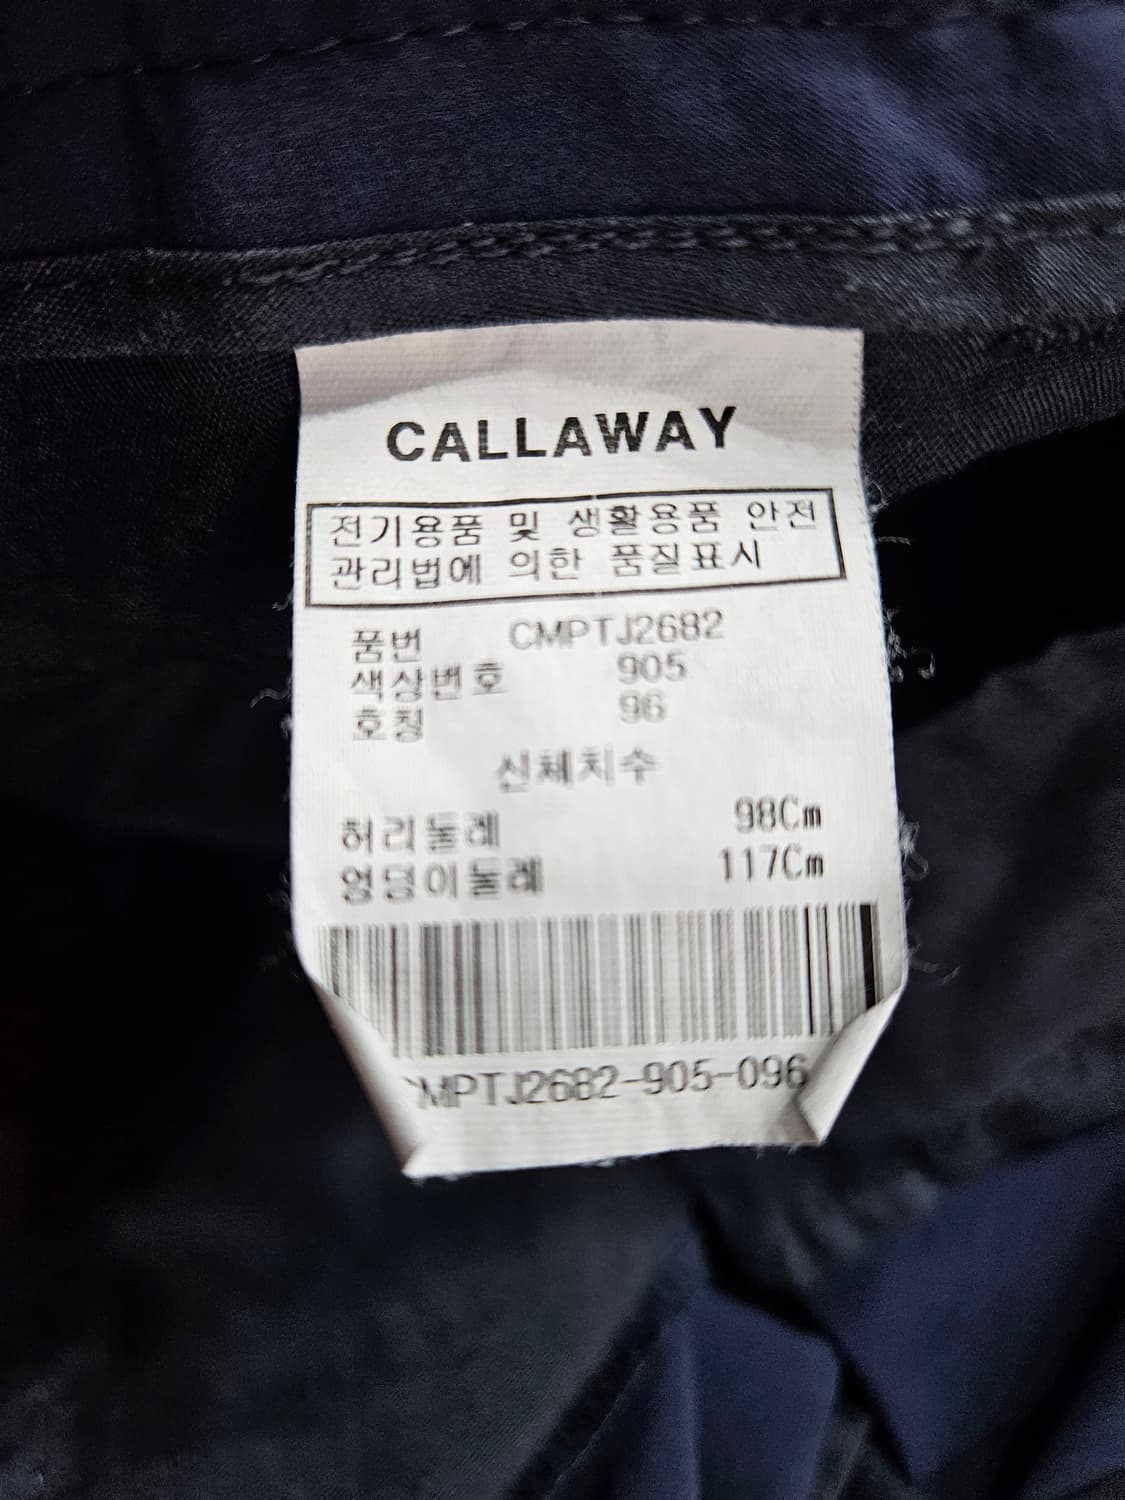 CALLAWAY
전기용품 및 생활용품 안전
관리법에 의한 품질표시
품번 CMPTJ2682
색상번호 905
호칭 96
신체치수
허리둘레 98Cm
엉덩이둘레 117Cm
CMPTJ2682-905-096